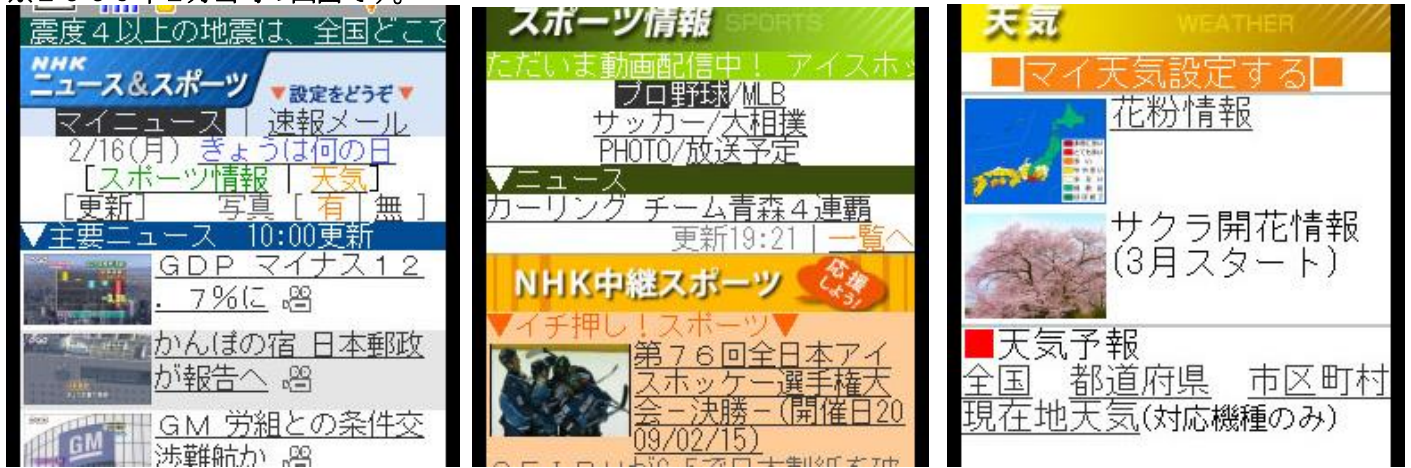 震度４以上の地震は、全国どこで
NHK
ニュース&スポーツ
▼設定をどうぞ▼
マイニュース｜速報メール
2/16(月) きょうは何の日
[スポーツ情報｜天気]
[更新] 写真[有|無]
▼主要ニュース 10:00更新
ＧＤＰ マイナス１２
．７％に
かんぽの宿 日本郵政
が報告へ
ＧＭ 労組との条件交
渉難航か
GM
スポーツ情報 SPORTS
ただいま動画配信中！ アイスホッ
プロ野球/MLB
サッカー/大相撲
PHOTO/放送予定
▼ニュース
カーリング チーム青森４連覇
更新19:21｜一覧へ
NHK中継スポーツ
応援
しよう!
▼イチ押し！スポーツ▼
第７６回全日本アイ
スホッケー選手権大
会－決勝－(開催日20
09/02/15)
天気 WEATHER
■マイ天気設定する■
花粉情報
サクラ開花情報
(3月スタート)
■天気予報
全国 都道府県 市区町村
現在地天気(対応機種のみ)